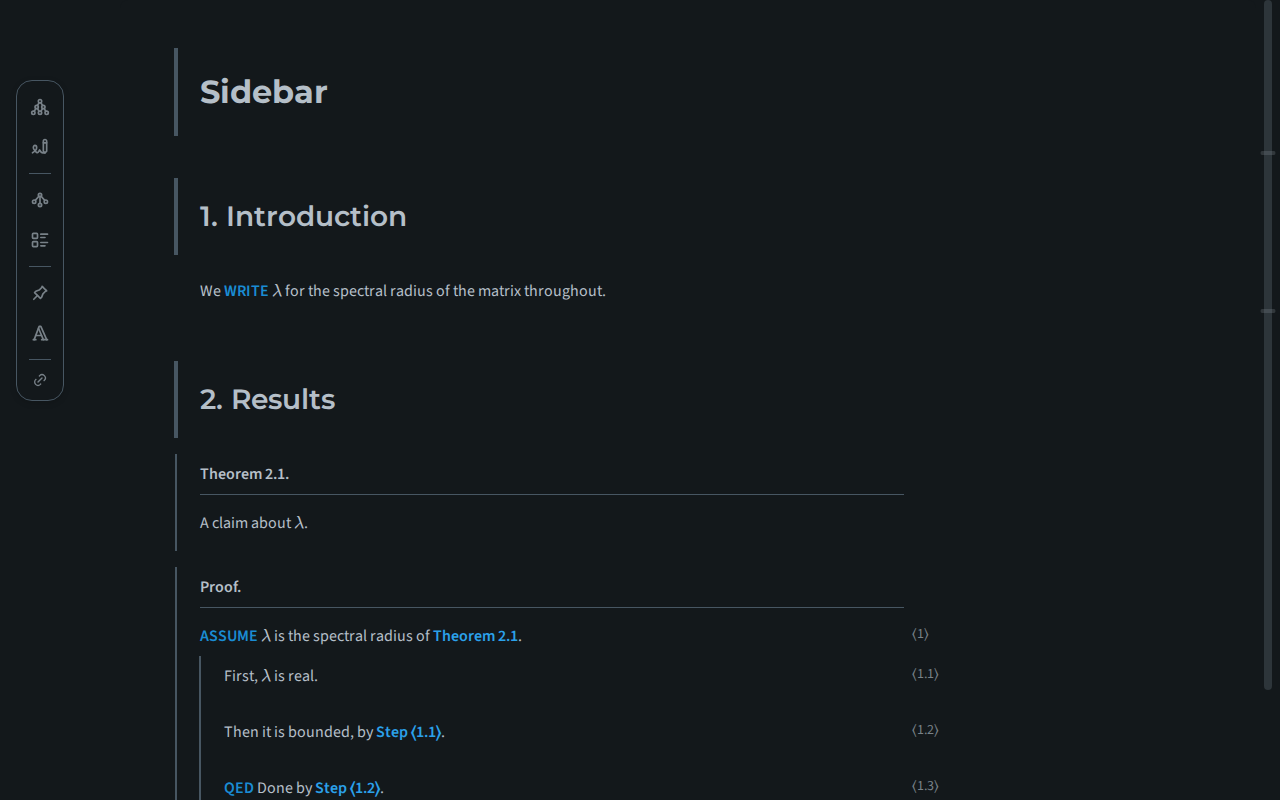 Sidebar
1. Introduction
We WRITE λ for the spectral radius of the matrix throughout.
2. Results
Theorem 2.1.
A claim about λ.
Proof.
ASSUME λ is the spectral radius of Theorem 2.1. ⟨1⟩
First, λ is real. ⟨1.1⟩
Then it is bounded, by Step ⟨1.1⟩. ⟨1.2⟩
QED Done by Step ⟨1.2⟩. ⟨1.3⟩